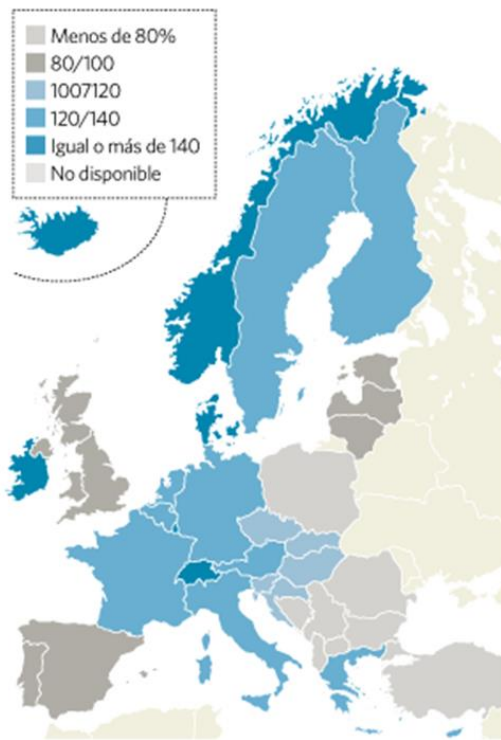 Menos de 80%
80/100
1007120
120/140
Igual o más de 140
No disponible